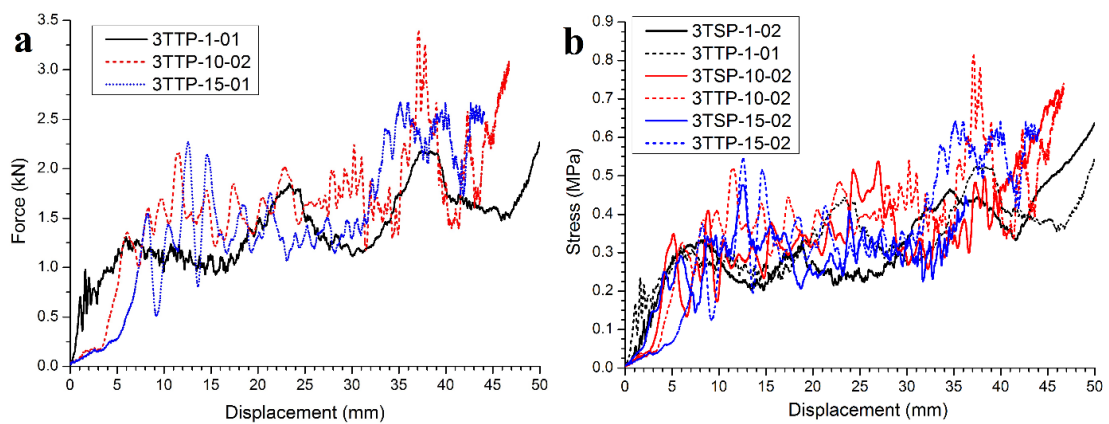 a
3TTP-1-01
3TTP-10-02
3TTP-15-01
3.5
3.0
2.5
2.0
1.5
1.0
0.5
0.0
Force (kN)
0 5 10 15 20 25 30 35 40 45 50
Displacement (mm)
b
3TSP-1-02
3TTP-1-01
3TSP-10-02
3TTP-10-02
3TSP-15-02
3TTP-15-02
0.9
0.8
0.7
0.6
0.5
0.4
0.3
0.2
0.1
0.0
Stress (MPa)
0 5 10 15 20 25 30 35 40 45 50
Displacement (mm)